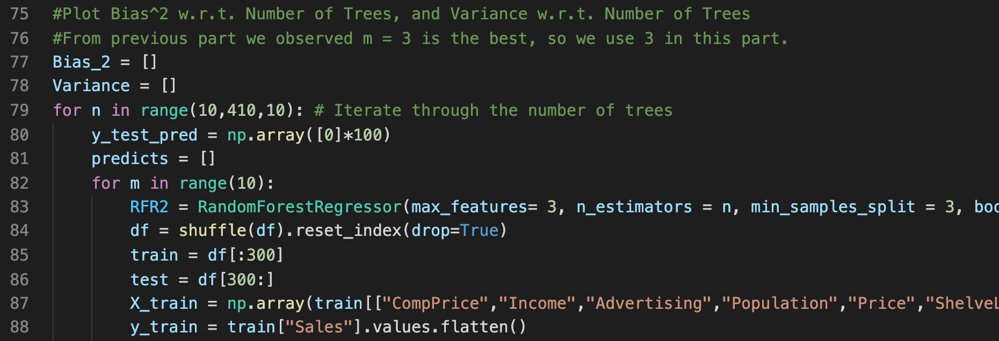 75 #Plot Bias^2 w.r.t. Number of Trees, and Variance w.r.t. Number of Trees
76 #From previous part we observed m = 3 is the best, so we use 3 in this part.
77 Bias_2 = []
78 Variance = []
79 for n in range(10,410,10): # Iterate through the number of trees
80     y_test_pred = np.array([0]*100)
81     predicts = []
82     for m in range(10):
83         RFR2 = RandomForestRegressor(max_features= 3, n_estimators = n, min_samples_split = 3, boo
84         df = shuffle(df).reset_index(drop=True)
85         train = df[:300]
86         test = df[300:]
87         X_train = np.array(train[["CompPrice","Income","Advertising","Population","Price","ShelveL
88         y_train = train["Sales"].values.flatten()